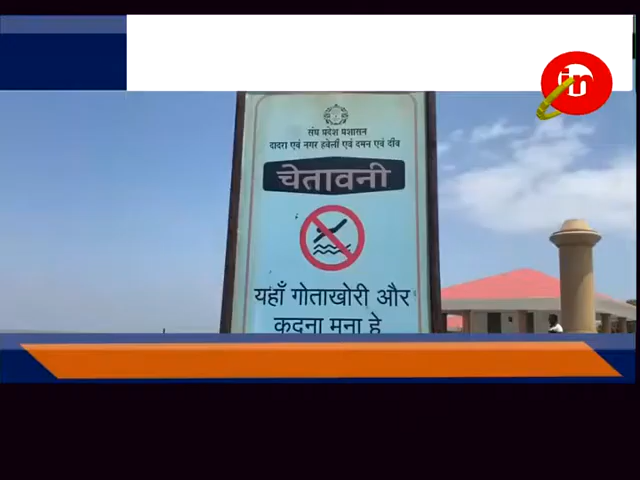 संघ प्रदेश प्रशासन
दादरा एवं नगर हवेली एवं दमन एवं दीव
चेतावनी
यहाँ गोताखोरी और
कूदना मना है